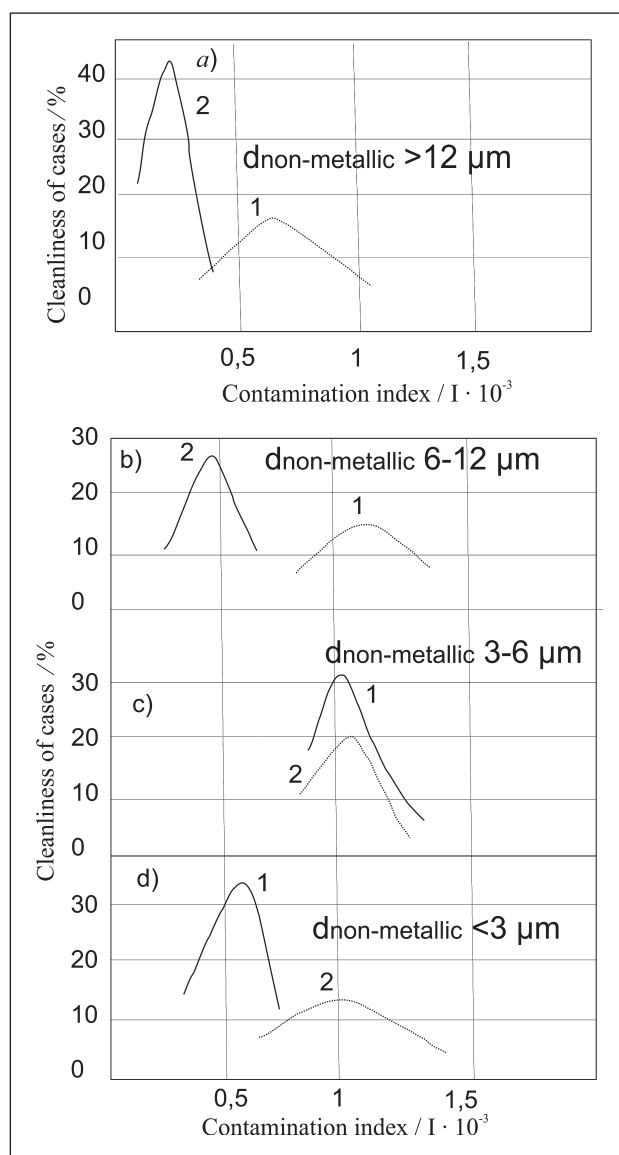 a)
40
2
30
dnon-metallic >12 µm
20
1
10
0
Cleanliness of cases / %
0,5 1 1,5
Contamination index / I · 10-3
30
b)
2
dnon-metallic 6-12 µm
20
1
10
0
dnon-metallic 3-6 µm
30
c)
1
20
2
10
0
Cleanliness of cases / %
d)
1
30
dnon-metallic <3 µm
20
2
10
0
0,5 1 1,5
Contamination index / I · 10-3